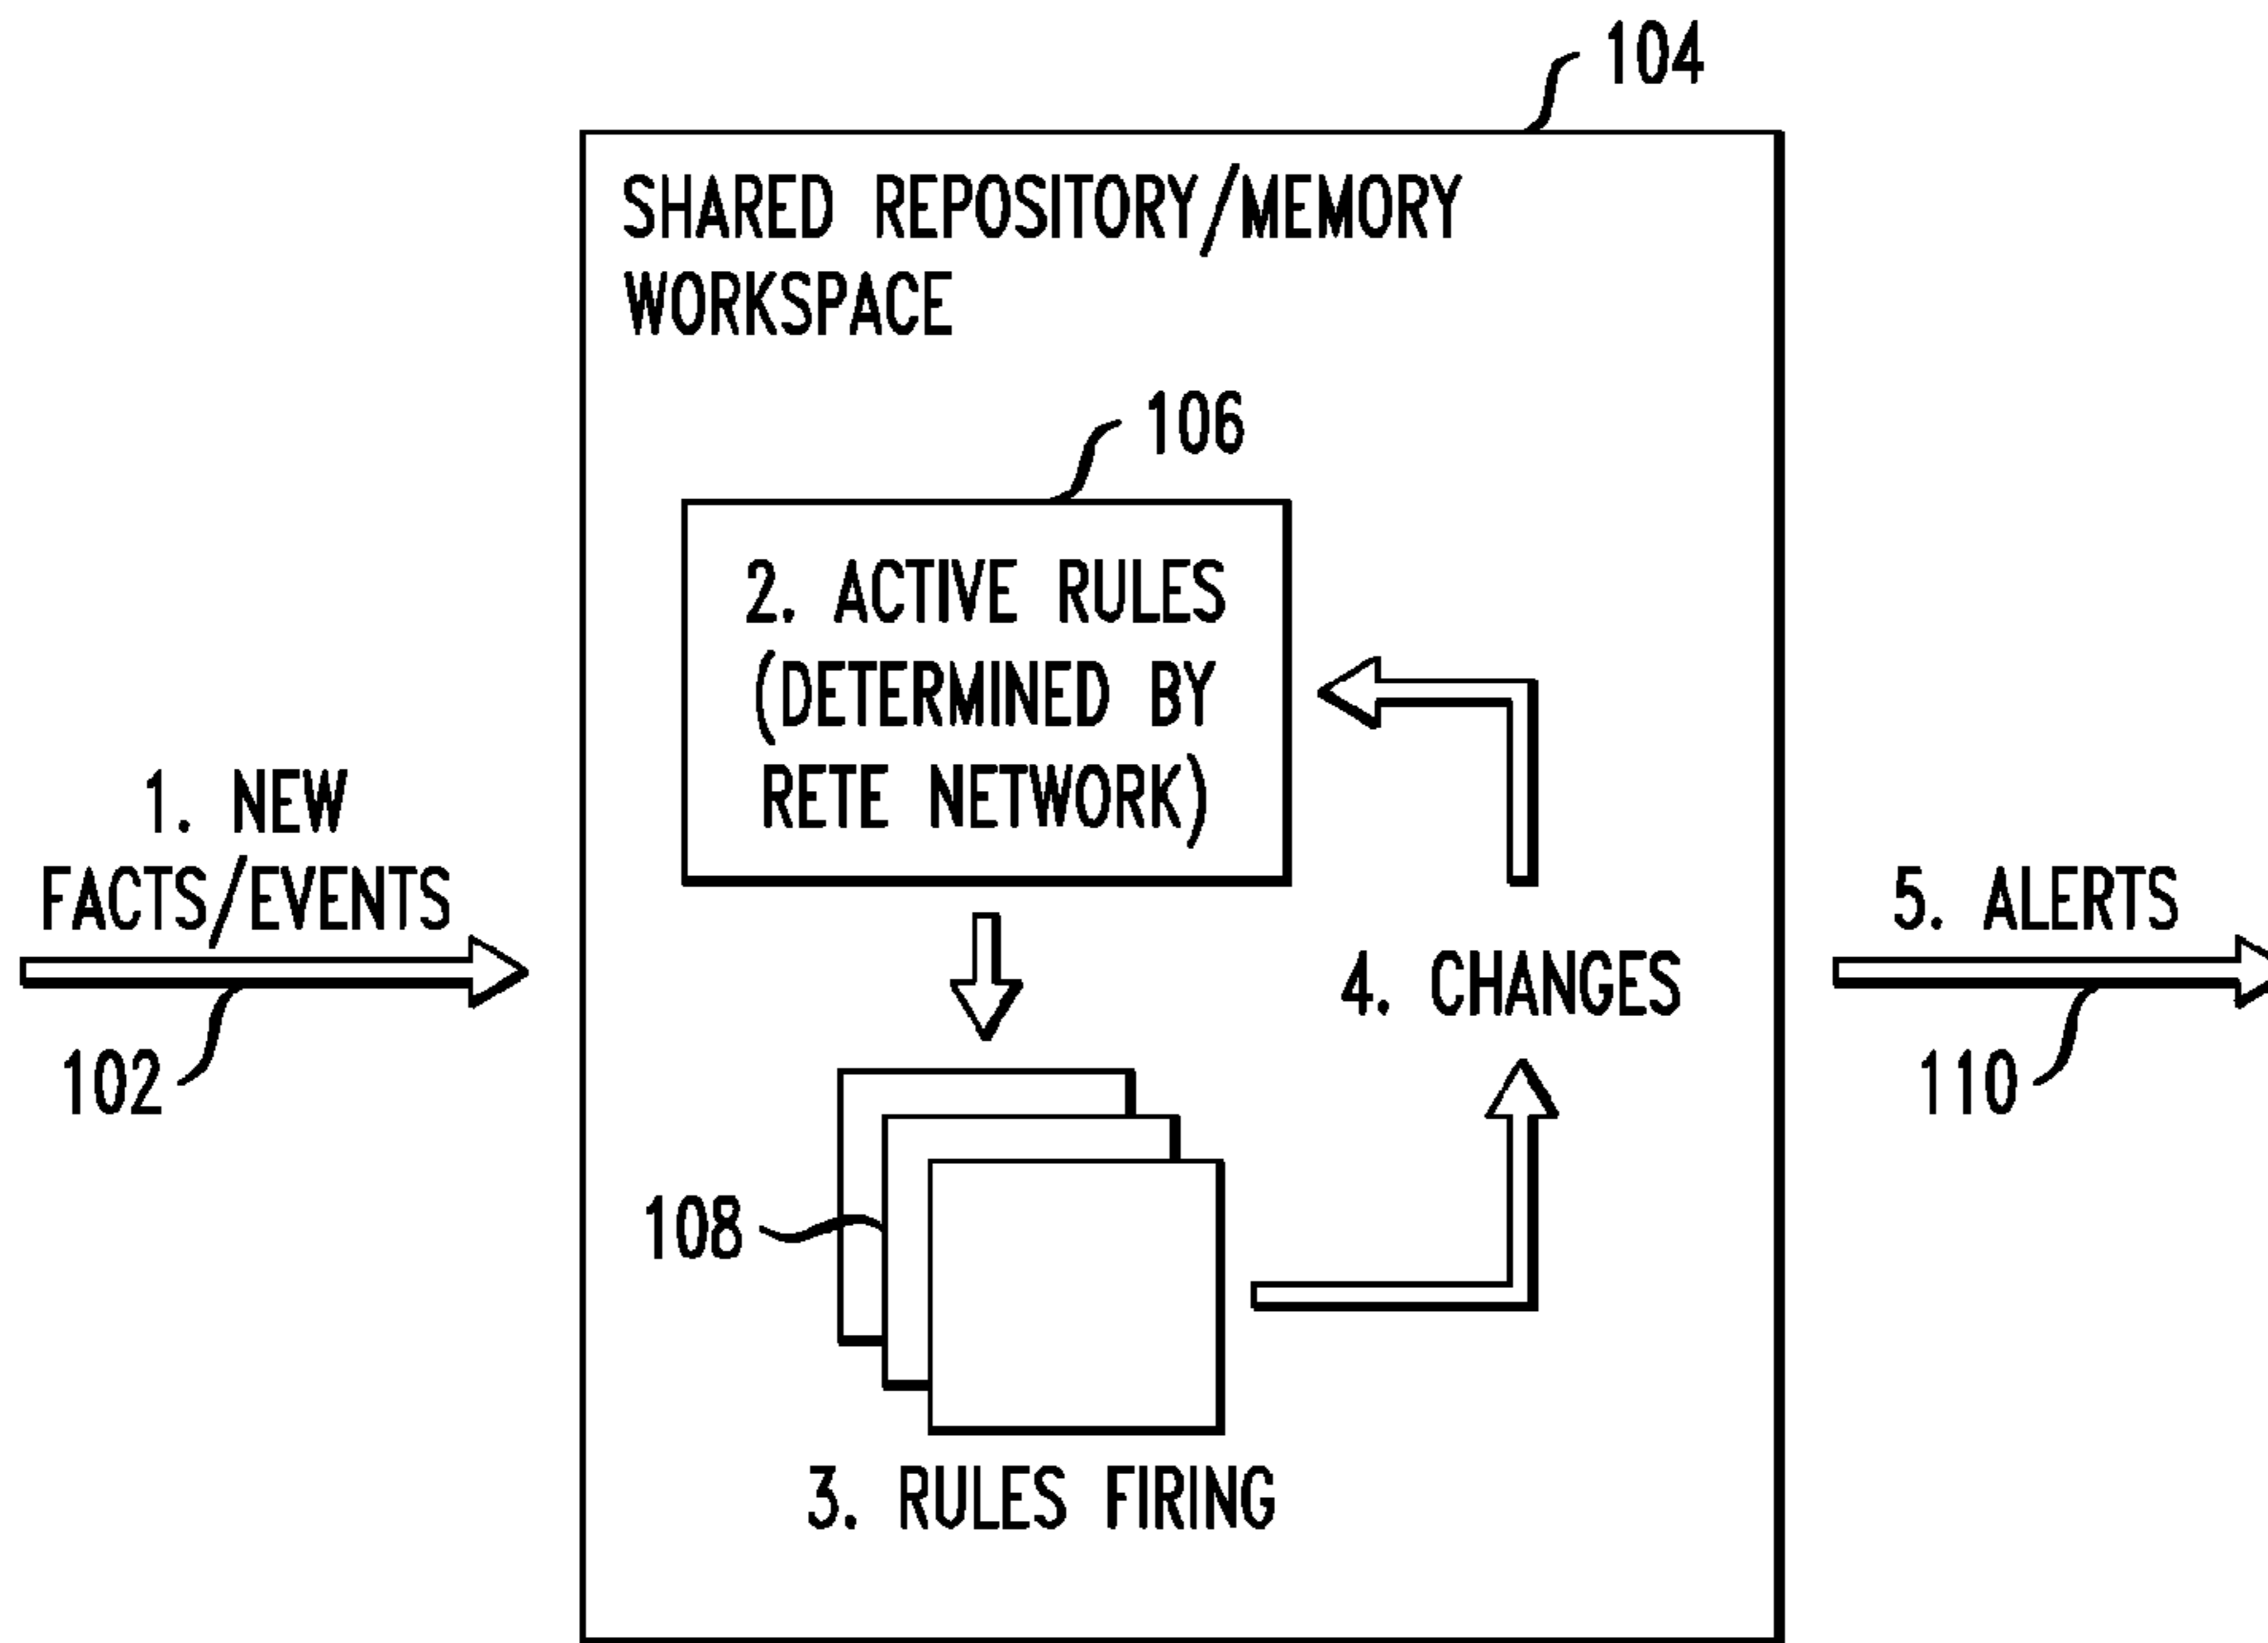 104
SHARED REPOSITORY/MEMORY
WORKSPACE
106
2. ACTIVE RULES
(DETERMINED BY
RETE NETWORK)
1. NEW
FACTS/EVENTS
102
4. CHANGES
5. ALERTS
110
108
3. RULES FIRING